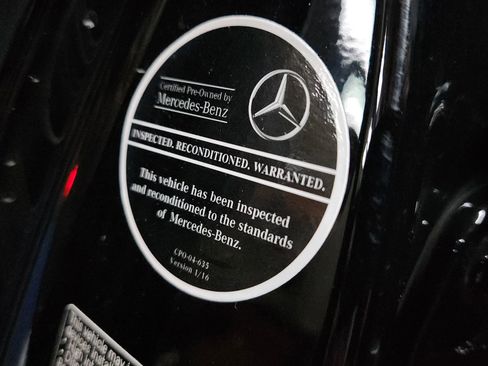 Certified Pre-Owned by
Mercedes-Benz
INSPECTED. RECONDITIONED. WARRANTED.
This vehicle has been inspected
and reconditioned to the standards
of Mercedes-Benz.
CPO-04-635
Version 1/16